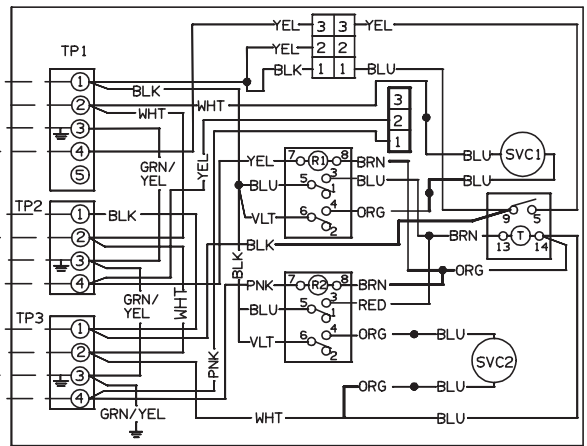 YEL 3 3 YEL
TP1
YEL 2 2
BLK 1 1 BLU
1
BLK
2 WHT
WHT
3
3
2
1
4
GRN/
YEL
YEL
YEL
5
7 R1 8
YEL BRN
BLU 5 3 BLU
1
VLT 6 4 ORG
2
BLU SVC1
BLU
TP2
1 BLK
2
3
4
BLK
BLK
9 5
BRN 13 T 14
ORG
GRN/
YEL
WHT
PNK 7 R2 8 BRN
BLU 5 3 RED
1
VLT 6 4 ORG BLU
2
SVC2
TP3
1
2
3
4
PNK
ORG BLU
GRN/YEL
WHT BLU